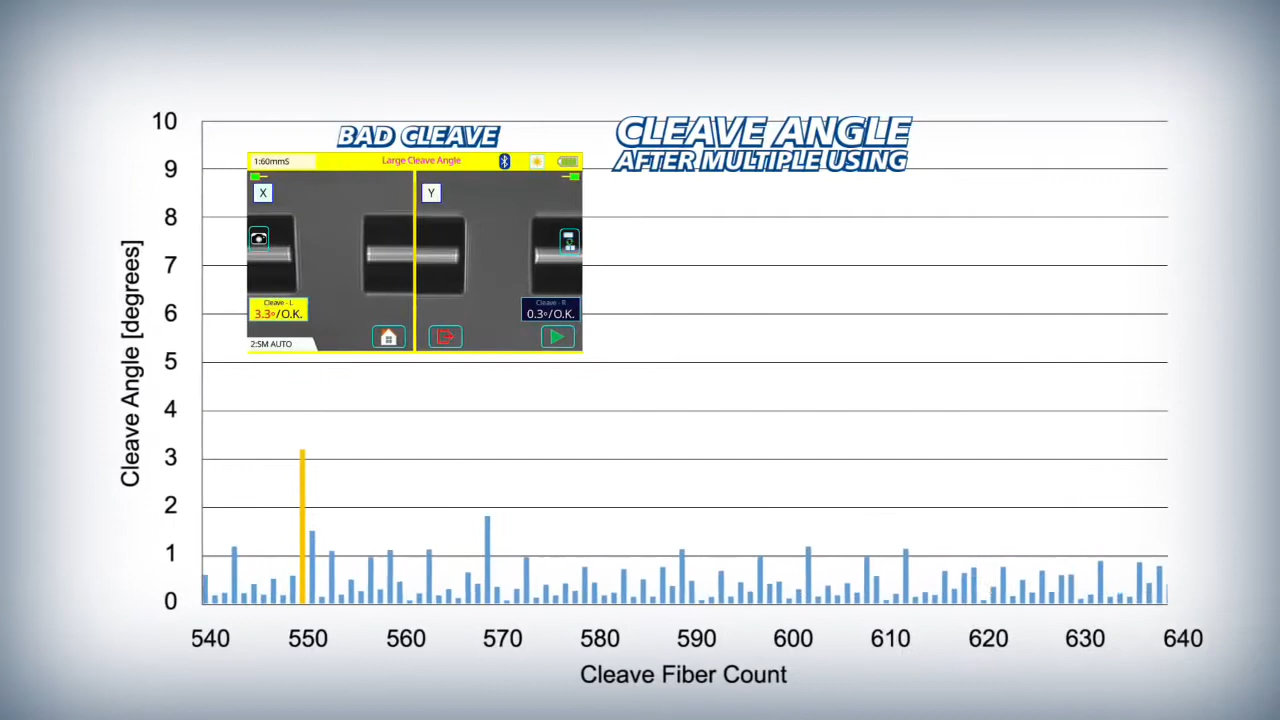 BAD CLEAVE
CLEAVE ANGLE
AFTER MULTIPLE USING
1:60mmS
Large Cleave Angle
X
Y
Cleave - L
3.3°/O.K.
Cleave - R
0.3°/O.K.
2:SM AUTO
Cleave Angle [degrees]
10
9
8
7
6
5
4
3
2
1
0
540 550 560 570 580 590 600 610 620 630 640
Cleave Fiber Count